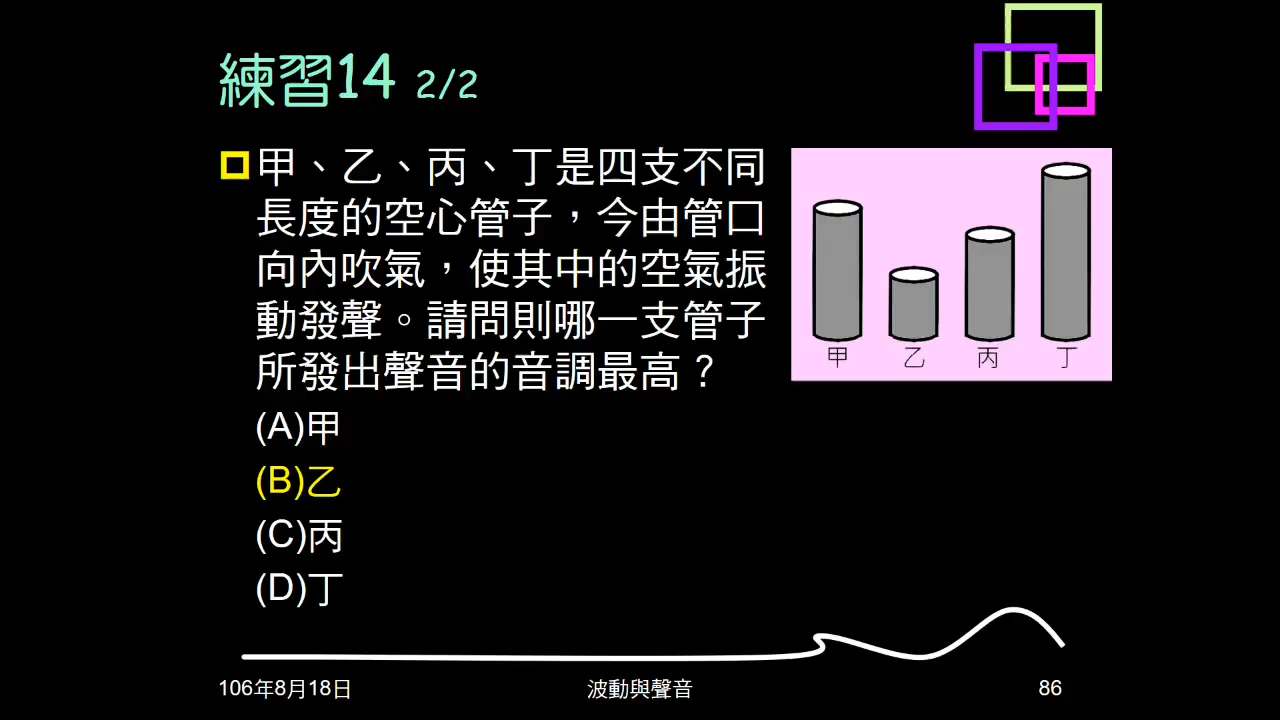 練習14 2/2
甲、乙、丙、丁是四支不同
長度的空心管子，今由管口
向內吹氣，使其中的空氣振
動發聲。請問則哪一支管子
所發出聲音的音調最高？
(A)甲
(B)乙
(C)丙
(D)丁
甲 乙 丙 丁
106年8月18日 波動與聲音 86